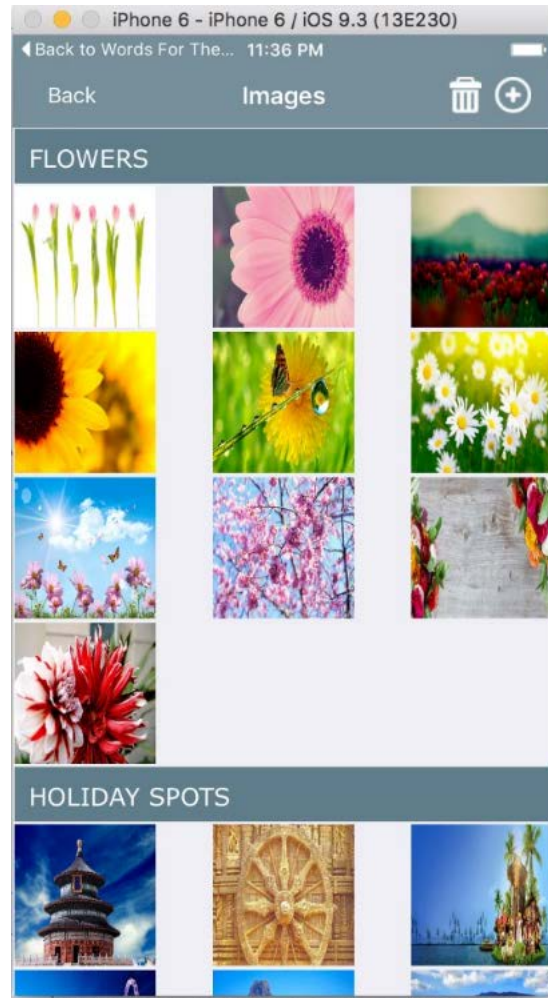 iPhone 6 - iPhone 6 / iOS 9.3 (13E230)
Back to Words For The... 11:36 PM
Back Images
FLOWERS
HOLIDAY SPOTS